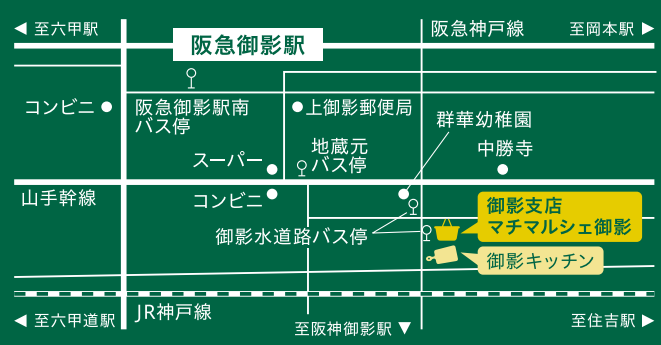 ◀ 至六甲駅
阪急御影駅
阪急神戸線
至岡本駅 ▶
コンビニ
阪急御影駅南
バス停
上御影郵便局
群華幼稚園
地蔵元
バス停
中勝寺
スーパー
山手幹線
コンビニ
御影支店
マチマルシェ御影
御影水道路バス停
御影キッチン
JR神戸線
◀ 至六甲道駅
至阪神御影駅 ▼
至住吉駅 ▶